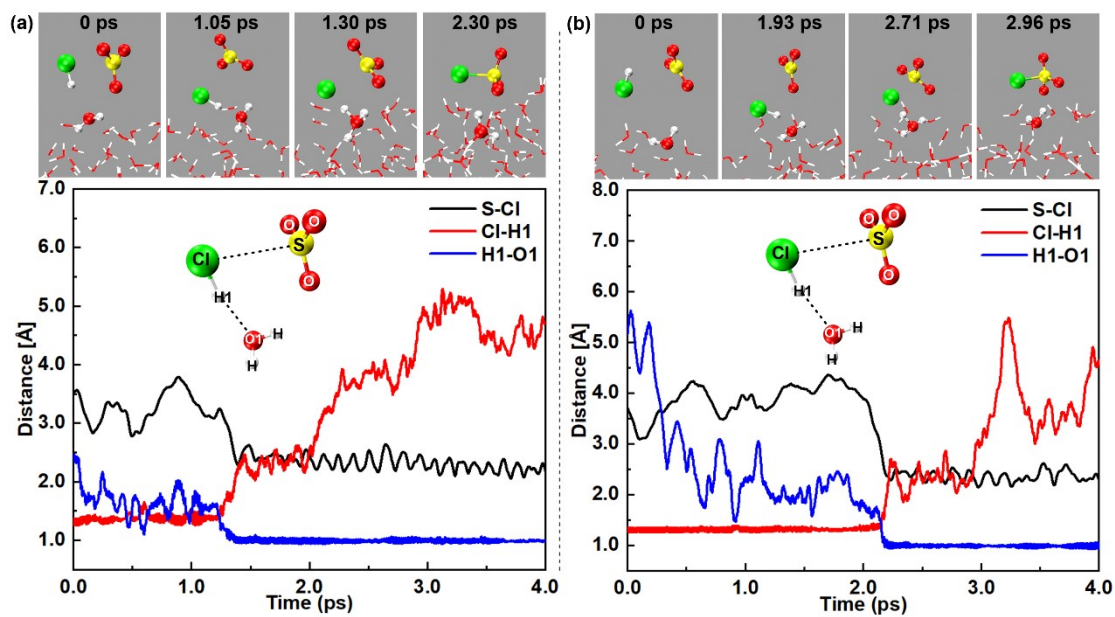 (a) 0 ps 1.05 ps 1.30 ps 2.30 ps
7.0
6.0
5.0
4.0
3.0
2.0
1.0
Distance [Å]
S-Cl
Cl-H1
H1-O1
O O
S
Cl
O
H1
O1 H
H
0.0 1.0 2.0 3.0 4.0
Time (ps)
(b) 0 ps 1.93 ps 2.71 ps 2.96 ps
8.0
7.0
6.0
5.0
4.0
3.0
2.0
1.0
Distance [Å]
S-Cl
Cl-H1
H1-O1
O O
S
Cl
O
H1
O1 H
H
0.0 1.0 2.0 3.0 4.0
Time (ps)